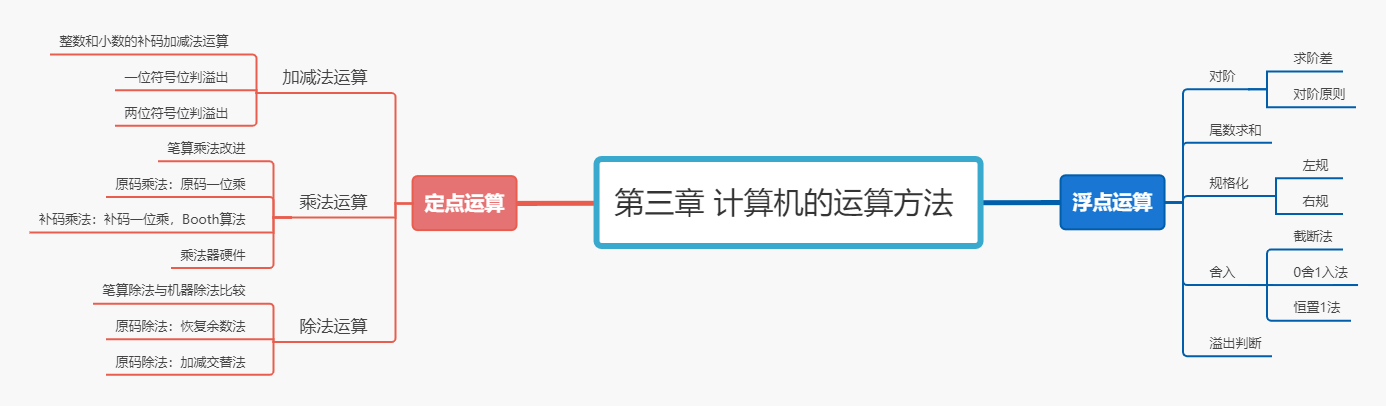 第三章 计算机的运算方法
定点运算
加减法运算
整数和小数的补码加减法运算
一位符号位判溢出
两位符号位判溢出
乘法运算
笔算乘法改进
原码乘法：原码一位乘
补码乘法：补码一位乘，Booth算法
乘法器硬件
除法运算
笔算除法与机器除法比较
原码除法：恢复余数法
原码除法：加减交替法
浮点运算
对阶
求阶差
对阶原则
尾数求和
规格化
左规
右规
舍入
截断法
0舍1入法
恒置1法
溢出判断